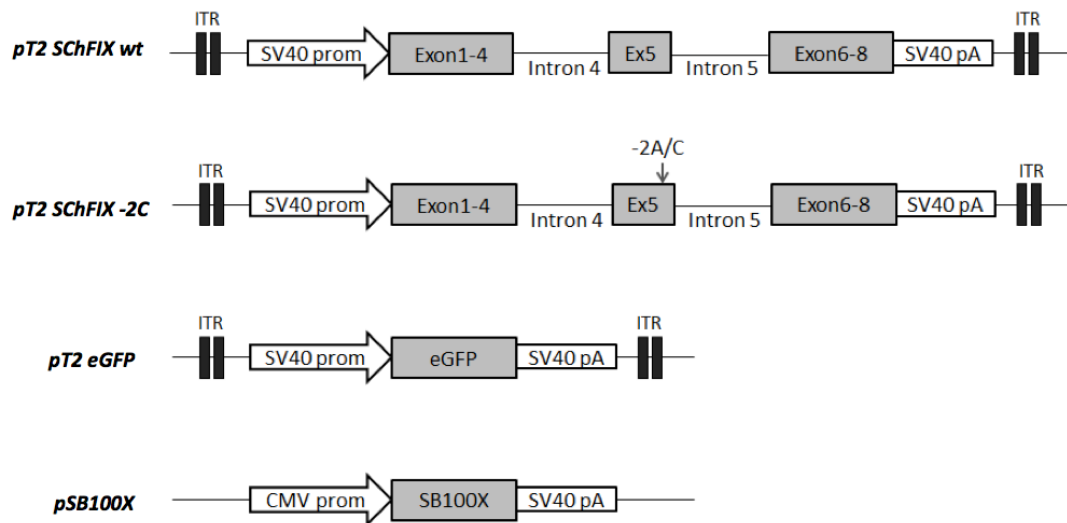 ITR ITR
pT2 SChFIX wt SV40 prom Exon1-4 Intron 4 Ex5 Intron 5 Exon6-8 SV40 pA
-2A/C
ITR ITR
pT2 SChFIX -2C SV40 prom Exon1-4 Intron 4 Ex5 Intron 5 Exon6-8 SV40 pA
ITR ITR
pT2 eGFP SV40 prom eGFP SV40 pA
pSB100X CMV prom SB100X SV40 pA